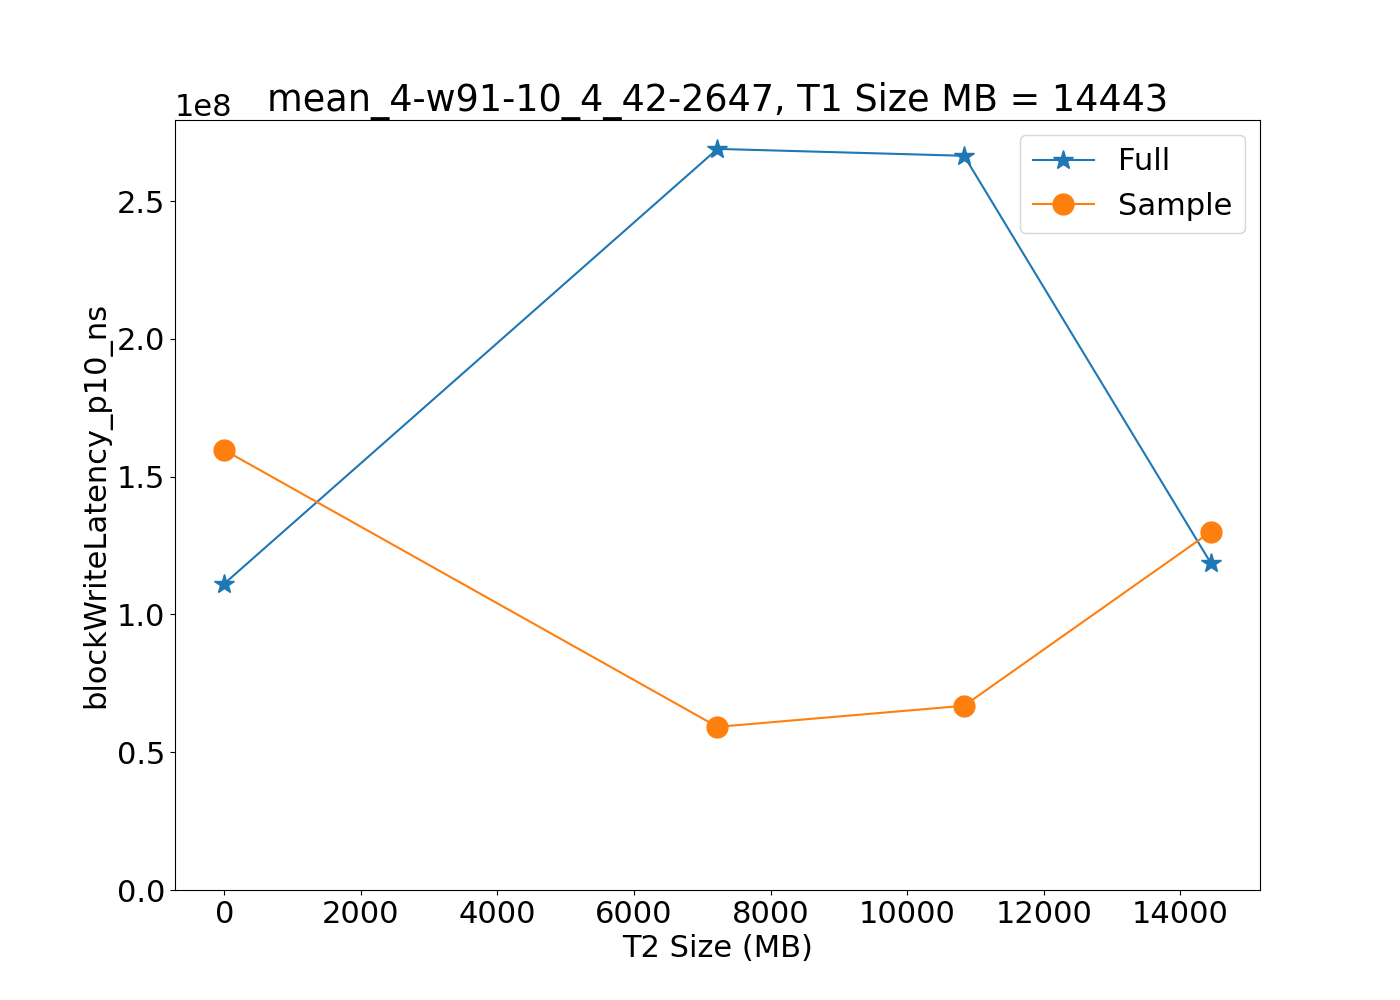 1e8
mean_4-w91-10_4_42-2647, T1 Size MB = 14443
Full
Sample
2.5
2.0
1.5
1.0
0.5
0.0
blockWriteLatency_p10_ns
0 2000 4000 6000 8000 10000 12000 14000
T2 Size (MB)